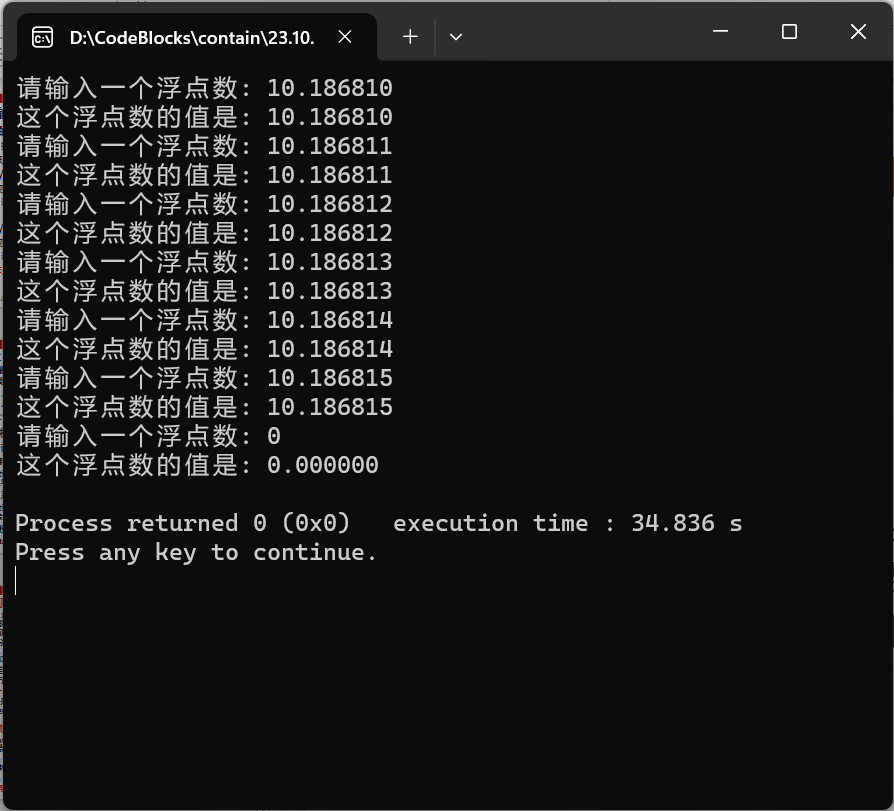 D:\CodeBlocks\contain\23.10.
请输入一个浮点数: 10.186810
这个浮点数的值是: 10.186810
请输入一个浮点数: 10.186811
这个浮点数的值是: 10.186811
请输入一个浮点数: 10.186812
这个浮点数的值是: 10.186812
请输入一个浮点数: 10.186813
这个浮点数的值是: 10.186813
请输入一个浮点数: 10.186814
这个浮点数的值是: 10.186814
请输入一个浮点数: 10.186815
这个浮点数的值是: 10.186815
请输入一个浮点数: 0
这个浮点数的值是: 0.000000
Process returned 0 (0x0)   execution time : 34.836 s
Press any key to continue.